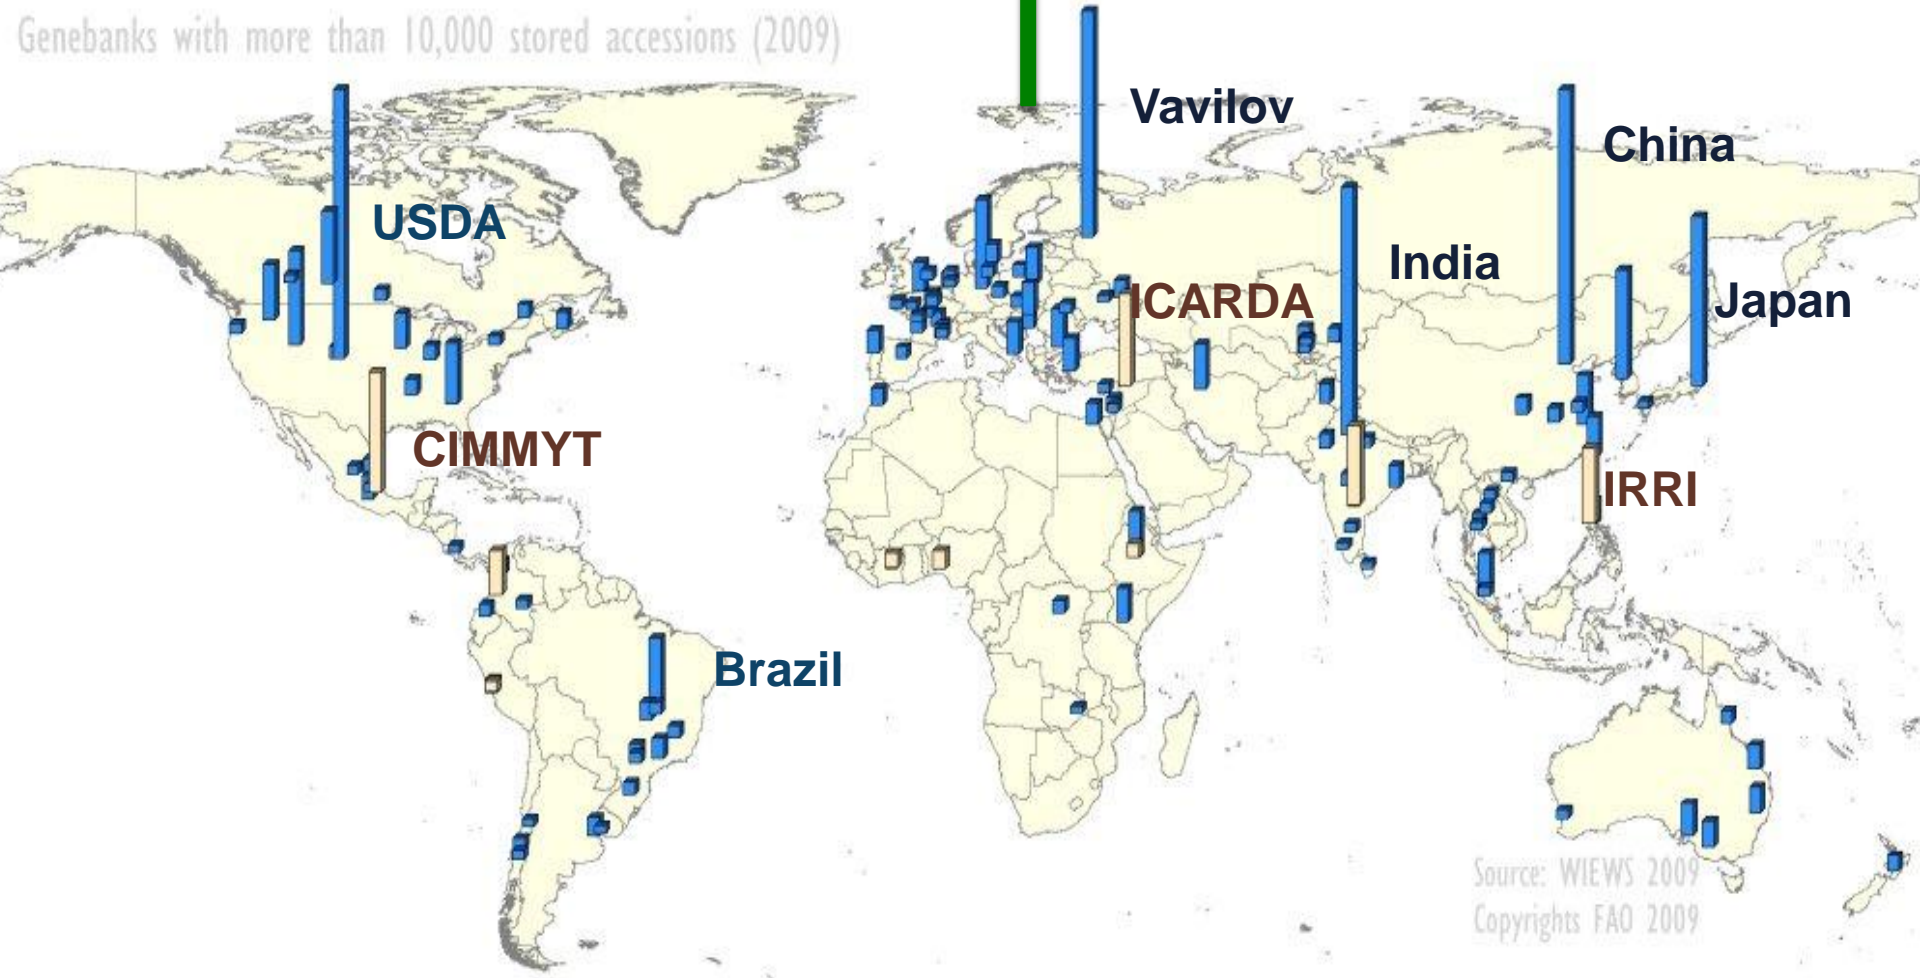 Genebanks with more than 10,000 stored accessions (2009)
Vavilov
China
USDA
India
ICARDA
Japan
CIMMYT
IRRI
Brazil
Source: WIEWS 2009
Copyrights FAO 2009